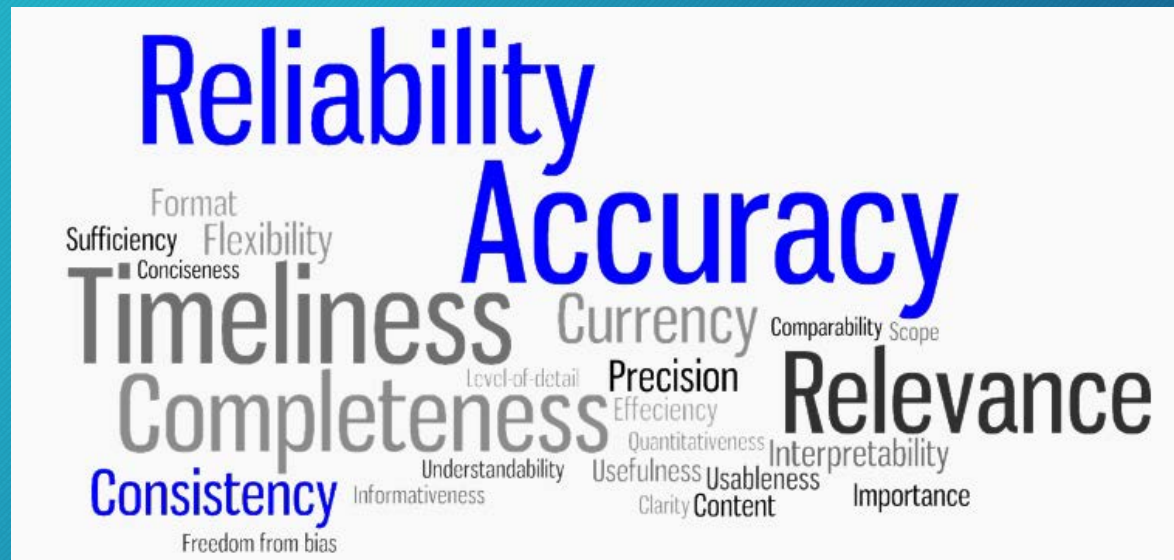 Reliability
Accuracy
Format
Sufficiency
Flexibility
Conciseness
Timeliness
Currency
Comparability
Scope
Relevance
Level-of-detail
Precision
Completeness
Effeciency
Quantitativeness
Interpretability
Understandability
Usefulness
Usableness
Consistency
Informativeness
Clarity
Content
Importance
Freedom from bias